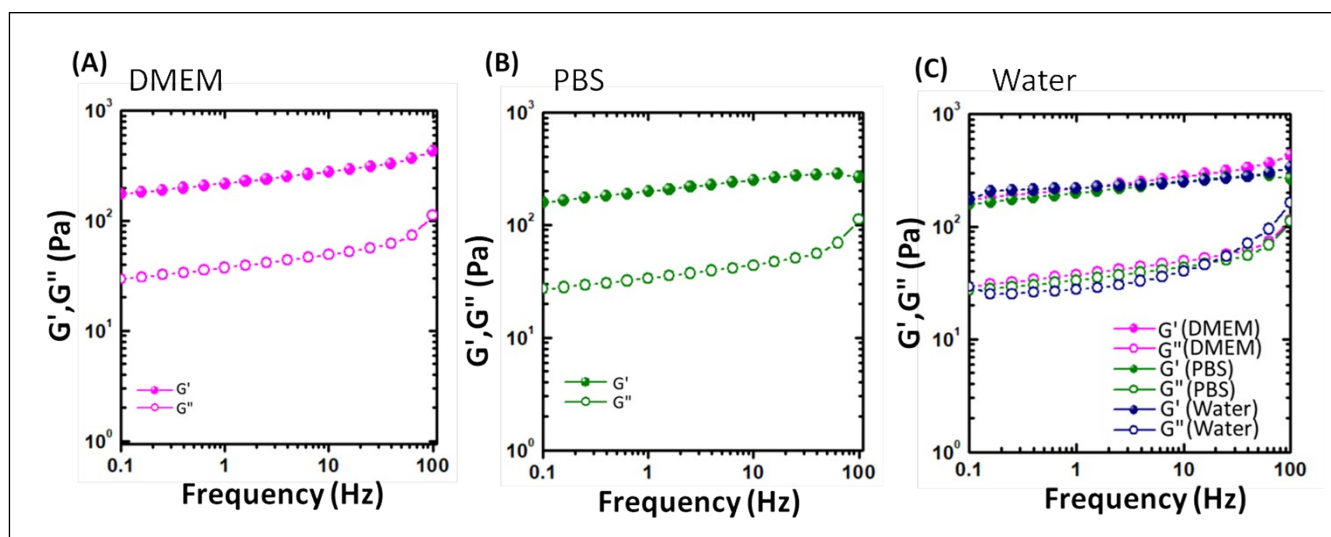 (A) DMEM
10³
10²
10¹
10⁰
G',G" (Pa)
G'
G"
0.1 1 10 100
Frequency (Hz)
(B) PBS
10³
10²
10¹
10⁰
G',G" (Pa)
G'
G"
0.1 1 10 100
Frequency (Hz)
(C) Water
10³
10²
10¹
10⁰
G',G" (Pa)
G' (DMEM)
G" (DMEM)
G' (PBS)
G" (PBS)
G' (Water)
G" (Water)
0.1 1 10 100
Frequency (Hz)